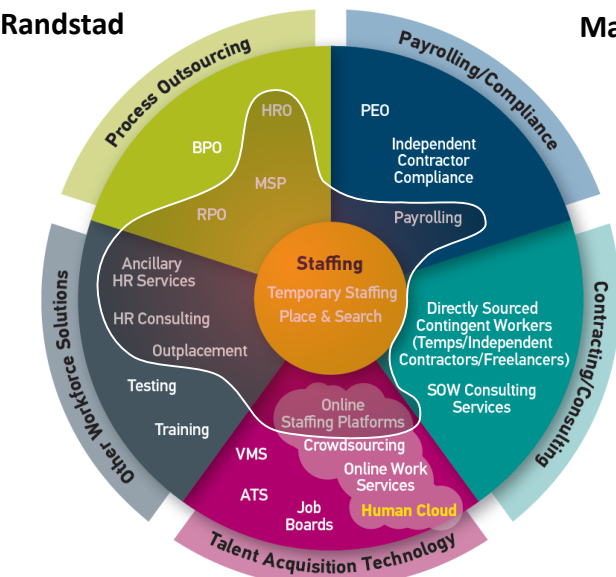 Randstad
Ma
Process Outsourcing
Payrolling/Compliance
HRO
BPO
MSP
RPO
PEO
Independent
Contractor
Compliance
Payrolling
Staffing
Temporary Staffing
Place & Search
Other Workforce Solutions
Ancillary
HR Services
HR Consulting
Outplacement
Testing
Training
Contracting/Consulting
Directly Sourced
Contingent Workers
(Temps/Independent
Contractors/Freelancers)
SOW Consulting
Services
Online
Staffing Platforms
Crowdsourcing
Online Work
Services
Human Cloud
VMS
ATS
Job
Boards
Talent Acquisition Technology